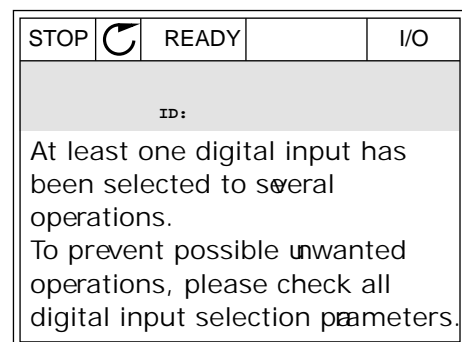 STOP READY I/O
ID:
At least one digital input has
been selected to several
operations.
To prevent possible unwanted
operations, please check all
digital input selection parameters.